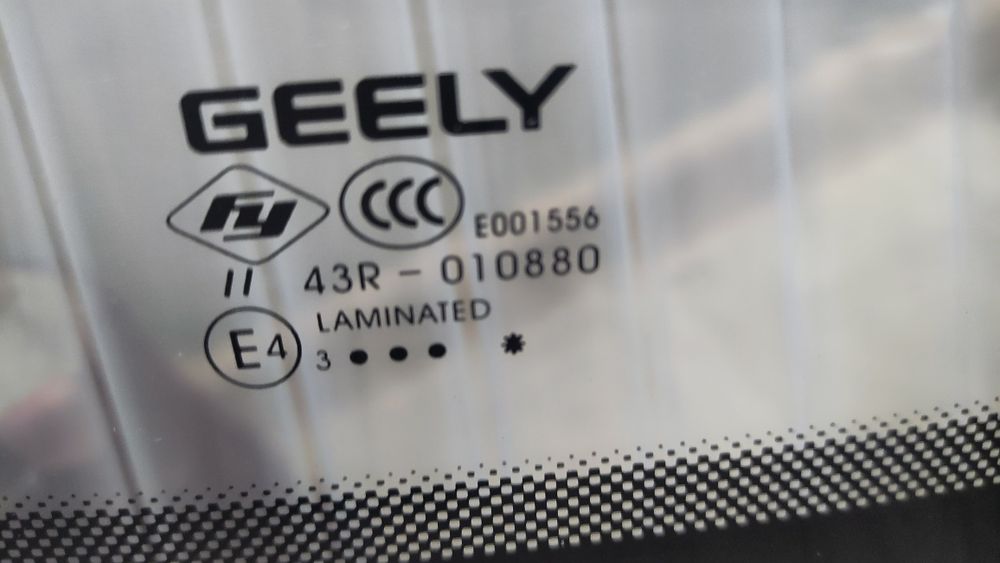 GEELY
fy CCC E001556
II 43R - 010880
E4 LAMINATED
3 ● ● ● *